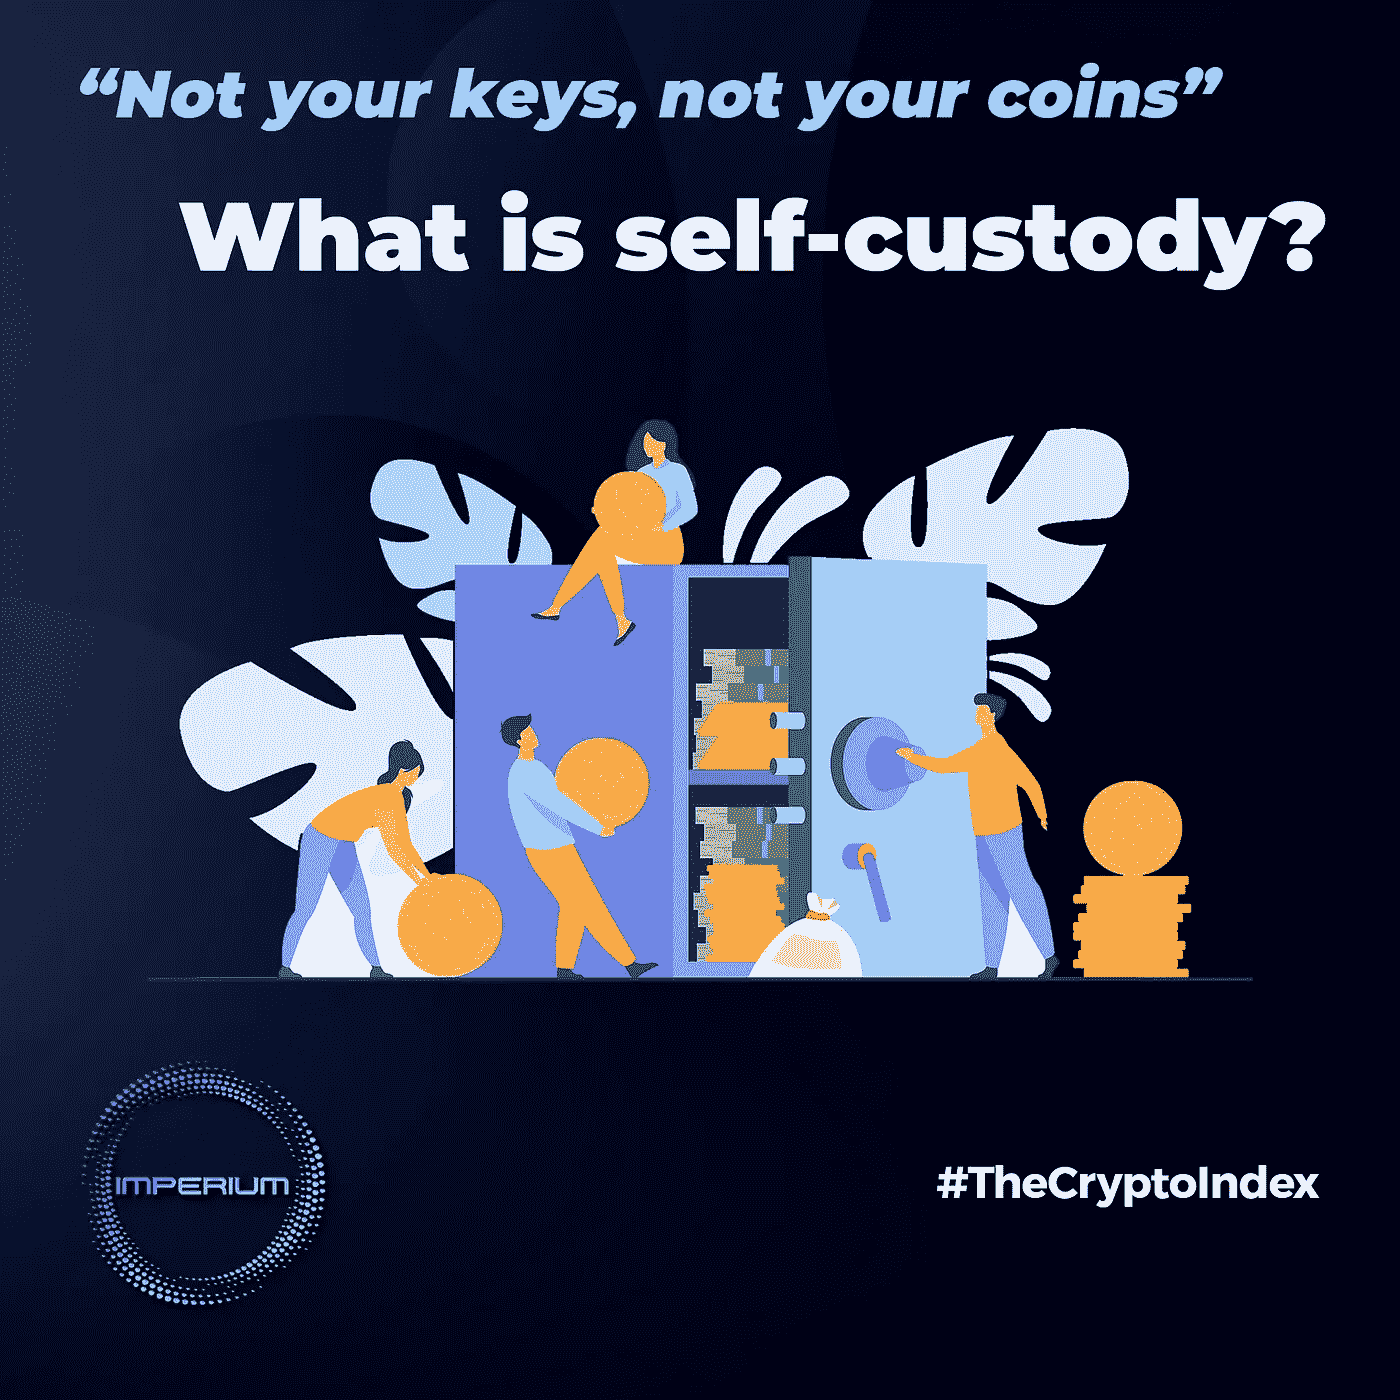 “Not your keys, not your coins”
What is self-custody?
IMPERIUM
#TheCryptoIndex